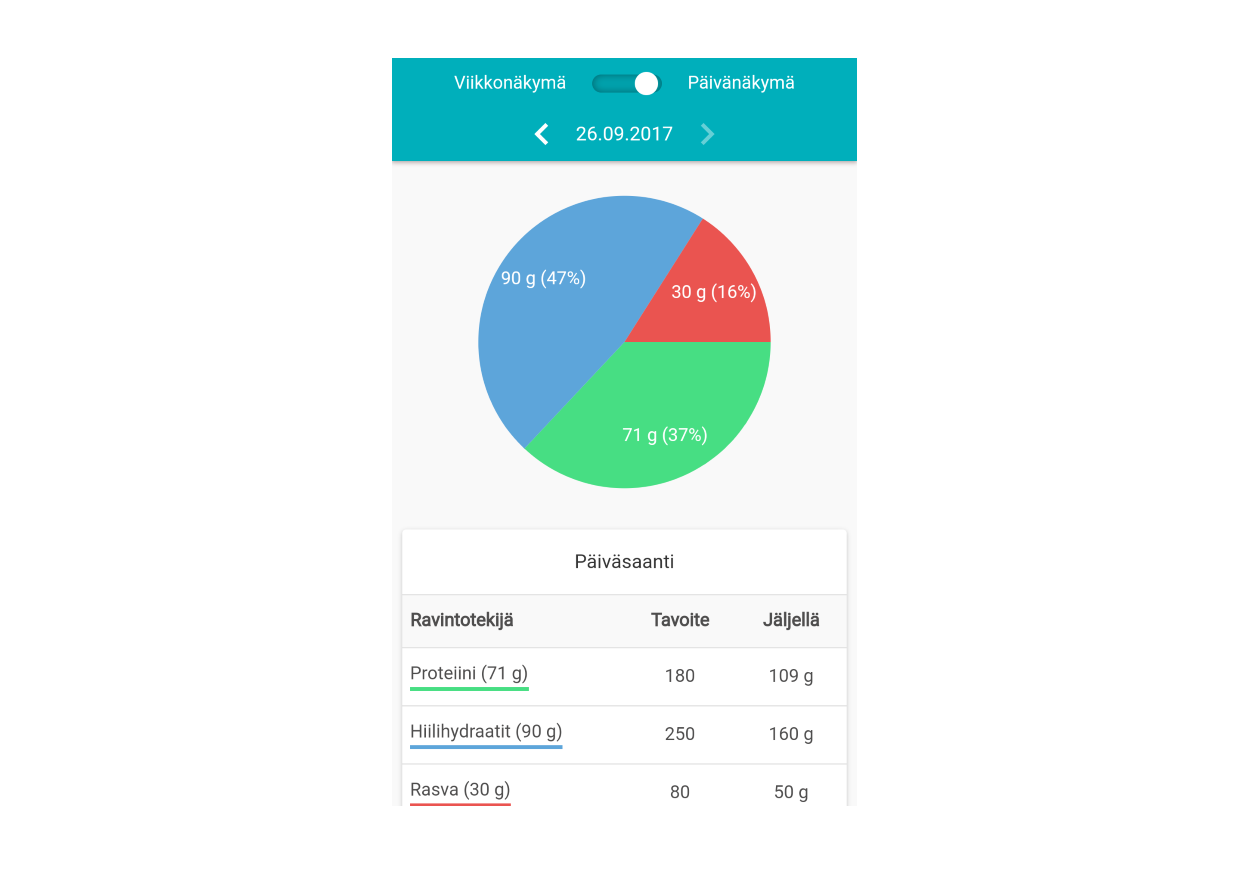 Viikkonäkymä Päivänäkymä
26.09.2017
90 g (47%)
30 g (16%)
71 g (37%)
Päiväsaanti
Ravintotekijä Tavoite Jäljellä
Proteiini (71 g) 180 109 g
Hiilihydraatit (90 g) 250 160 g
Rasva (30 g) 80 50 g